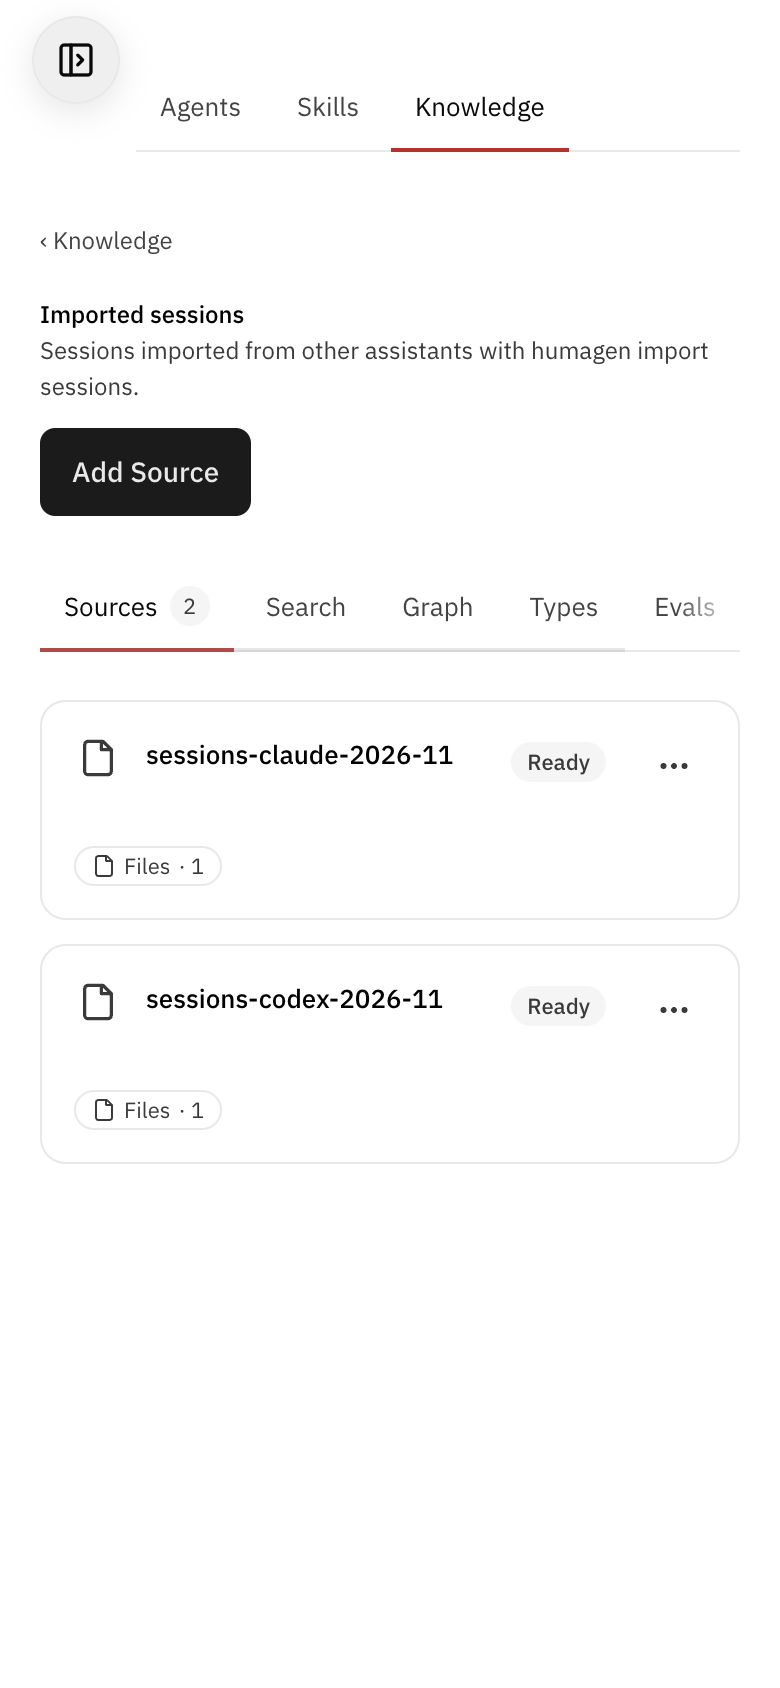 Agents Skills Knowledge
‹ Knowledge
Imported sessions
Sessions imported from other assistants with humagen import
sessions.
Add Source
Sources 2 Search Graph Types Evals
sessions-claude-2026-11 Ready
Files · 1
sessions-codex-2026-11 Ready
Files · 1